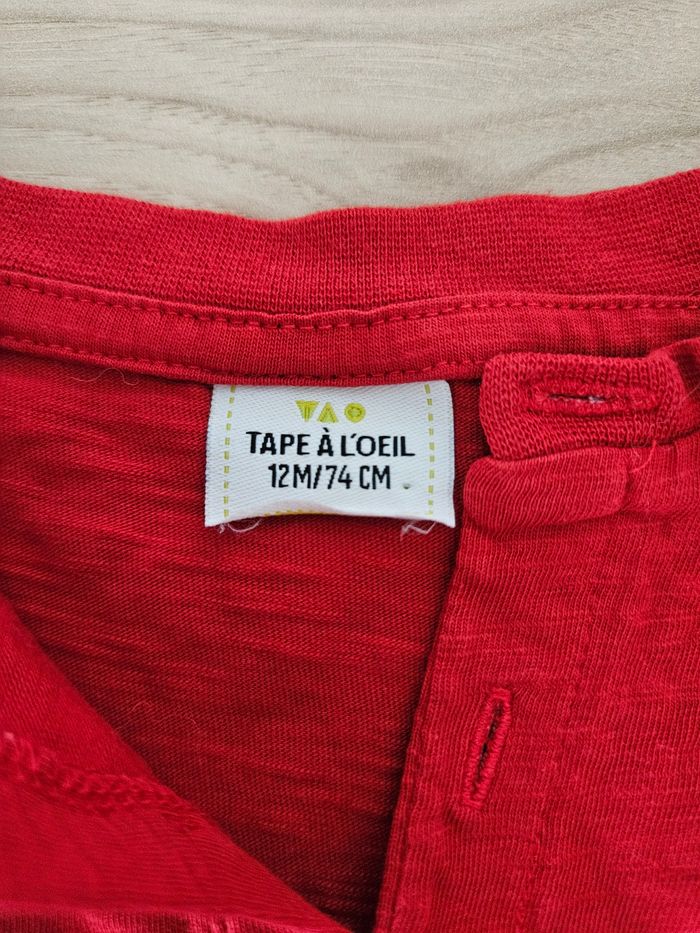 TAO
TAPE À L'OEIL
12M/74 CM